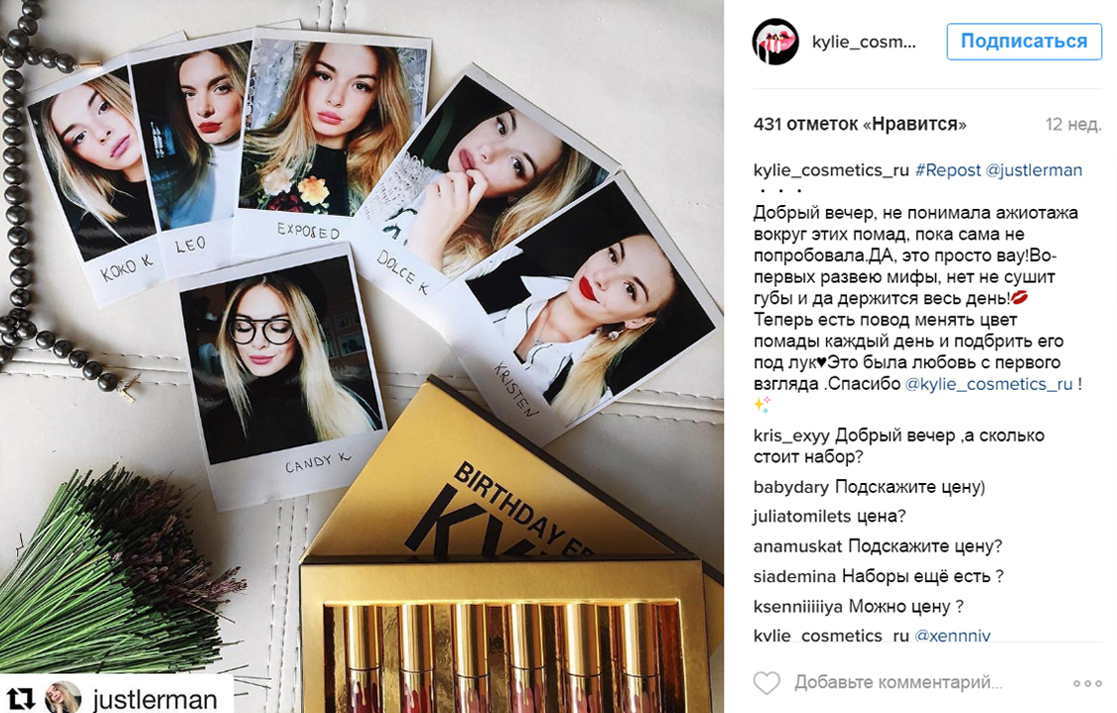 KOKO K
LEO
EXPOSED
DOLCE K
KRISTEN
CANDY K
BIRTHDAY
justlerman
kylie_cosm...
Подписаться
431 отметок «Нравится»
12 нед.
kylie_cosmetics_ru #Repost @justlerman
• • •
Добрый вечер, не понимала ажиотажа
вокруг этих помад, пока сама не
попробовала.ДА, это просто вау!Во-
первых развею мифы, нет не сушит
губы и да держится весь день!💋
Теперь есть повод менять цвет
помады каждый день и подбрить его
под лук♥Это была любовь с первого
взгляда .Спасибо @kylie_cosmetics_ru !
✨
kris_exyy Добрый вечер ,а сколько
стоит набор?
babydary Подскажите цену)
juliatomilets цена?
anamuskat Подскажите цену?
siademina Наборы ещё есть ?
ksenniiiiiya Можно цену ?
kylie_cosmetics_ru @xennniv
Добавьте комментарий...